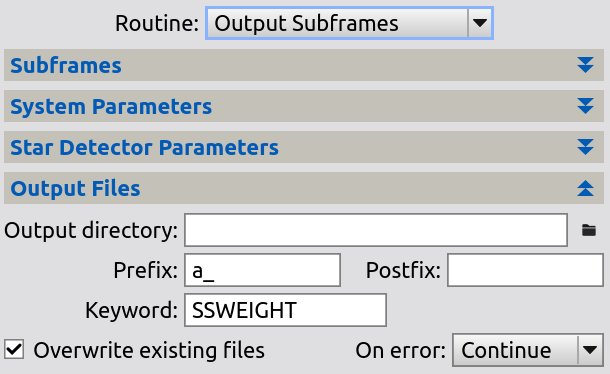 Routine: Output Subframes
Subframes
System Parameters
Star Detector Parameters
Output Files
Output directory:
Prefix: a_ Postfix:
Keyword: SSWEIGHT
Overwrite existing files On error: Continue